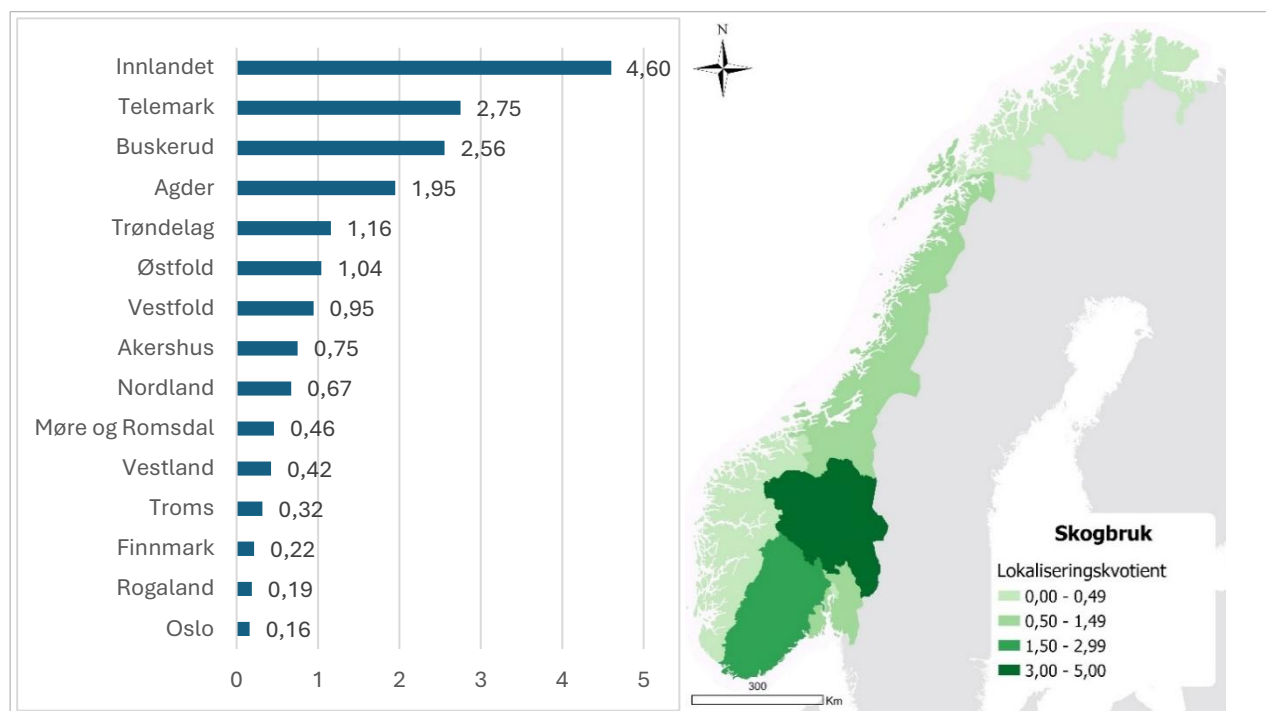 Innlandet 4,60
Telemark 2,75
Buskerud 2,56
Agder 1,95
Trøndelag 1,16
Østfold 1,04
Vestfold 0,95
Akershus 0,75
Nordland 0,67
Møre og Romsdal 0,46
Vestland 0,42
Troms 0,32
Finnmark 0,22
Rogaland 0,19
Oslo 0,16
0 1 2 3 4 5
N
Skogbruk
Lokaliseringskvotient
0,00 - 0,49
0,50 - 1,49
1,50 - 2,99
3,00 - 5,00
300
Km